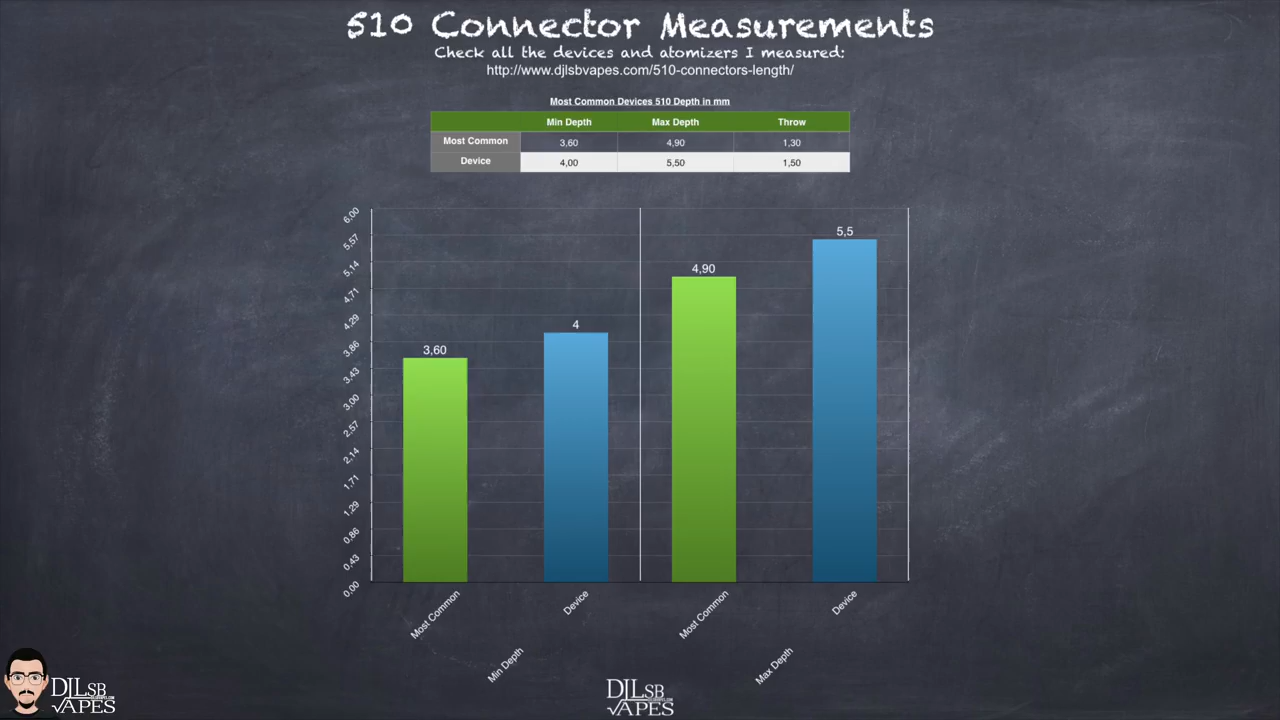 510 Connector Measurements
Check all the devices and atomizers I measured:
http://www.djlsbvapes.com/510-connectors-length/
Most Common Devices 510 Depth in mm
Min Depth Max Depth Throw
Most Common 3,60 4,90 1,30
Device 4,00 5,50 1,50
6,00
5,57
5,14
4,71
4,29
3,86
3,43
3,00
2,57
2,14
1,71
1,29
0,86
0,43
0,00
3,60
4
4,90
5,5
Most Common
Device
Most Common
Device
Min Depth
Max Depth
DJLSB
VAPES
DJLSB
VAPES